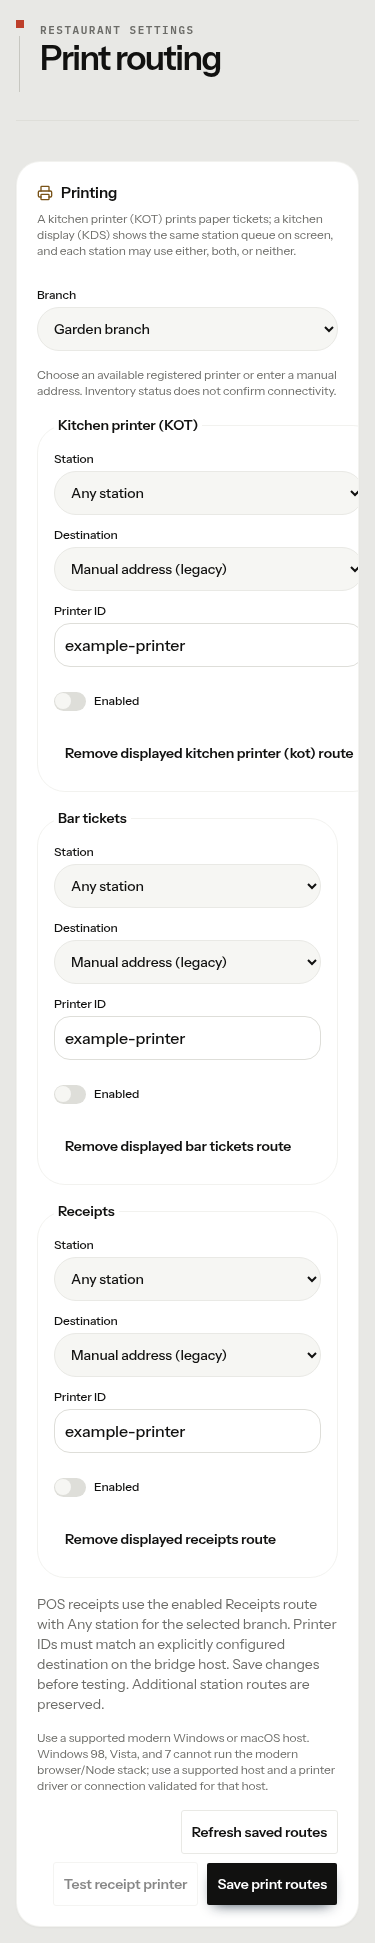 RESTAURANT SETTINGS
Print routing
Printing
A kitchen printer (KOT) prints paper tickets; a kitchen
display (KDS) shows the same station queue on screen,
and each station may use either, both, or neither.
Branch
Garden branch
Choose an available registered printer or enter a manual
address. Inventory status does not confirm connectivity.
Kitchen printer (KOT)
Station
Any station
Destination
Manual address (legacy)
Printer ID
example-printer
Enabled
Remove displayed kitchen printer (kot) route
Bar tickets
Station
Any station
Destination
Manual address (legacy)
Printer ID
example-printer
Enabled
Remove displayed bar tickets route
Receipts
Station
Any station
Destination
Manual address (legacy)
Printer ID
example-printer
Enabled
Remove displayed receipts route
POS receipts use the enabled Receipts route
with Any station for the selected branch. Printer
IDs must match an explicitly configured
destination on the bridge host. Save changes
before testing. Additional station routes are
preserved.
Use a supported modern Windows or macOS host.
Windows 98, Vista, and 7 cannot run the modern
browser/Node stack; use a supported host and a printer
driver or connection validated for that host.
Refresh saved routes
Test receipt printer
Save print routes